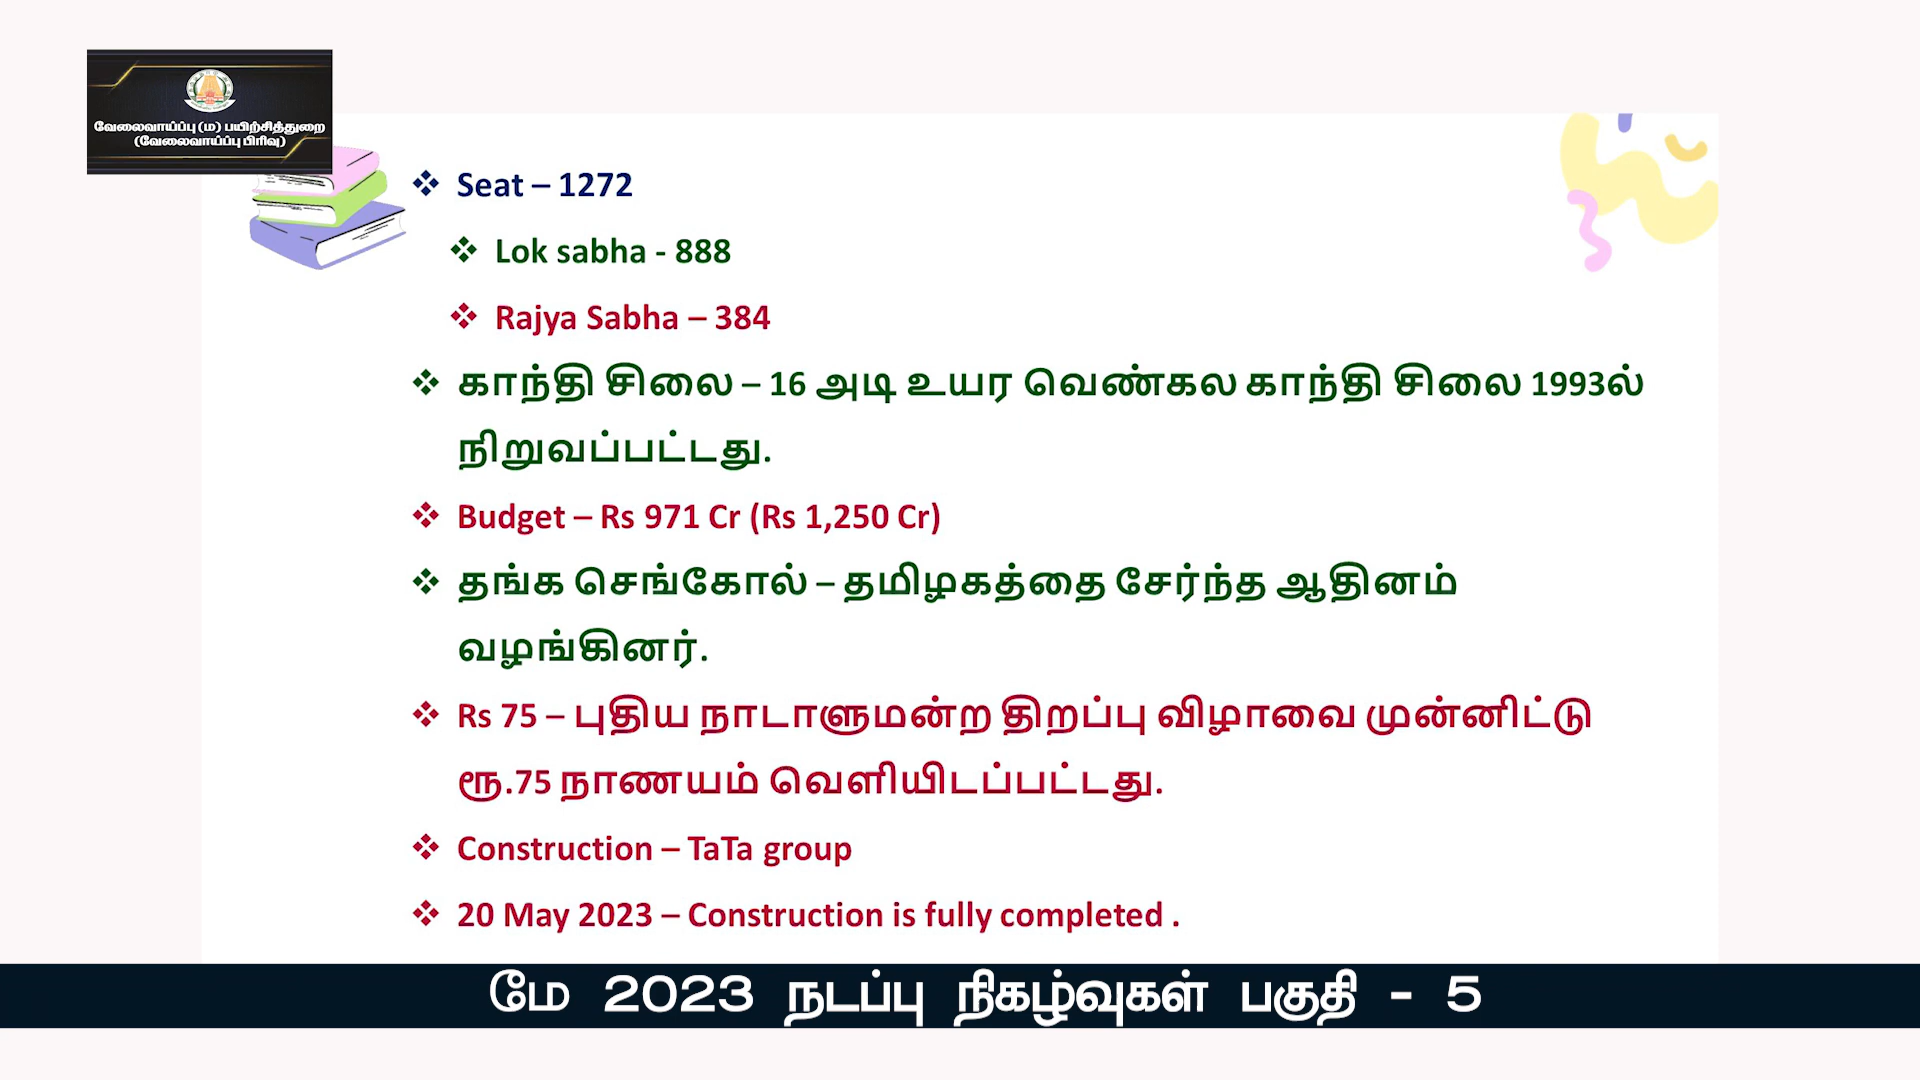 வேலைவாய்ப்பு (ம) பயிற்சித்துறை
(வேலைவாய்ப்பு பிரிவு)
❖ Seat – 1272
❖ Lok sabha - 888
❖ Rajya Sabha – 384
❖ காந்தி சிலை – 16 அடி உயர வெண்கல காந்தி சிலை 1993ல்
நிறுவப்பட்டது.
❖ Budget – Rs 971 Cr (Rs 1,250 Cr)
❖ தங்க செங்கோல் – தமிழகத்தை சேர்ந்த ஆதினம்
வழங்கினர்.
❖ Rs 75 – புதிய நாடாளுமன்ற திறப்பு விழாவை முன்னிட்டு
ரூ.75 நாணயம் வெளியிடப்பட்டது.
❖ Construction – TaTa group
❖ 20 May 2023 – Construction is fully completed .
மே 2023 நடப்பு நிகழ்வுகள் பகுதி - 5